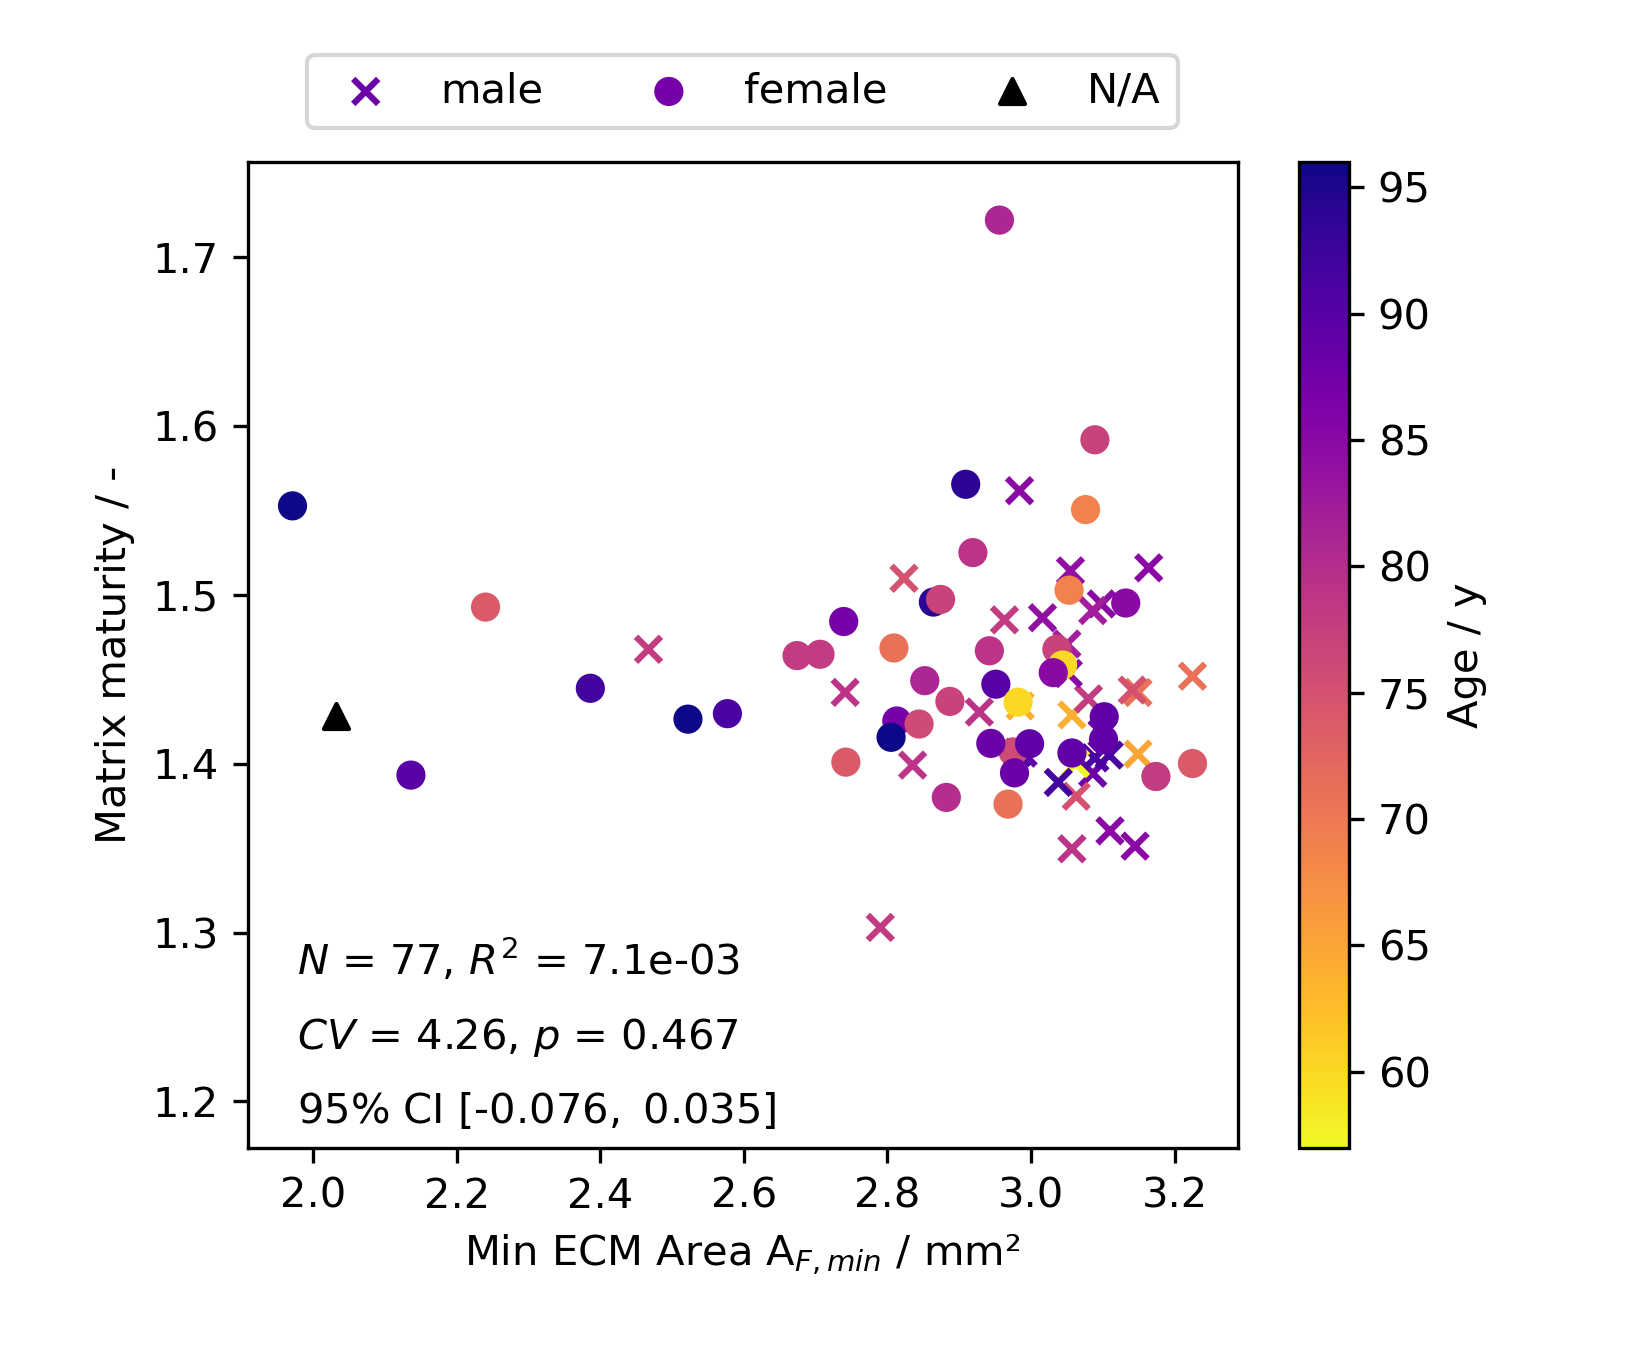 male female N/A
1.7
1.6
1.5
1.4
1.3
1.2
Matrix maturity / -
N = 77, R² = 7.1e-03
CV = 4.26, p = 0.467
95% CI [-0.076, 0.035]
2.0 2.2 2.4 2.6 2.8 3.0 3.2
Min ECM Area A_{F,min} / mm²
95
90
85
80
75
70
65
60
Age / y